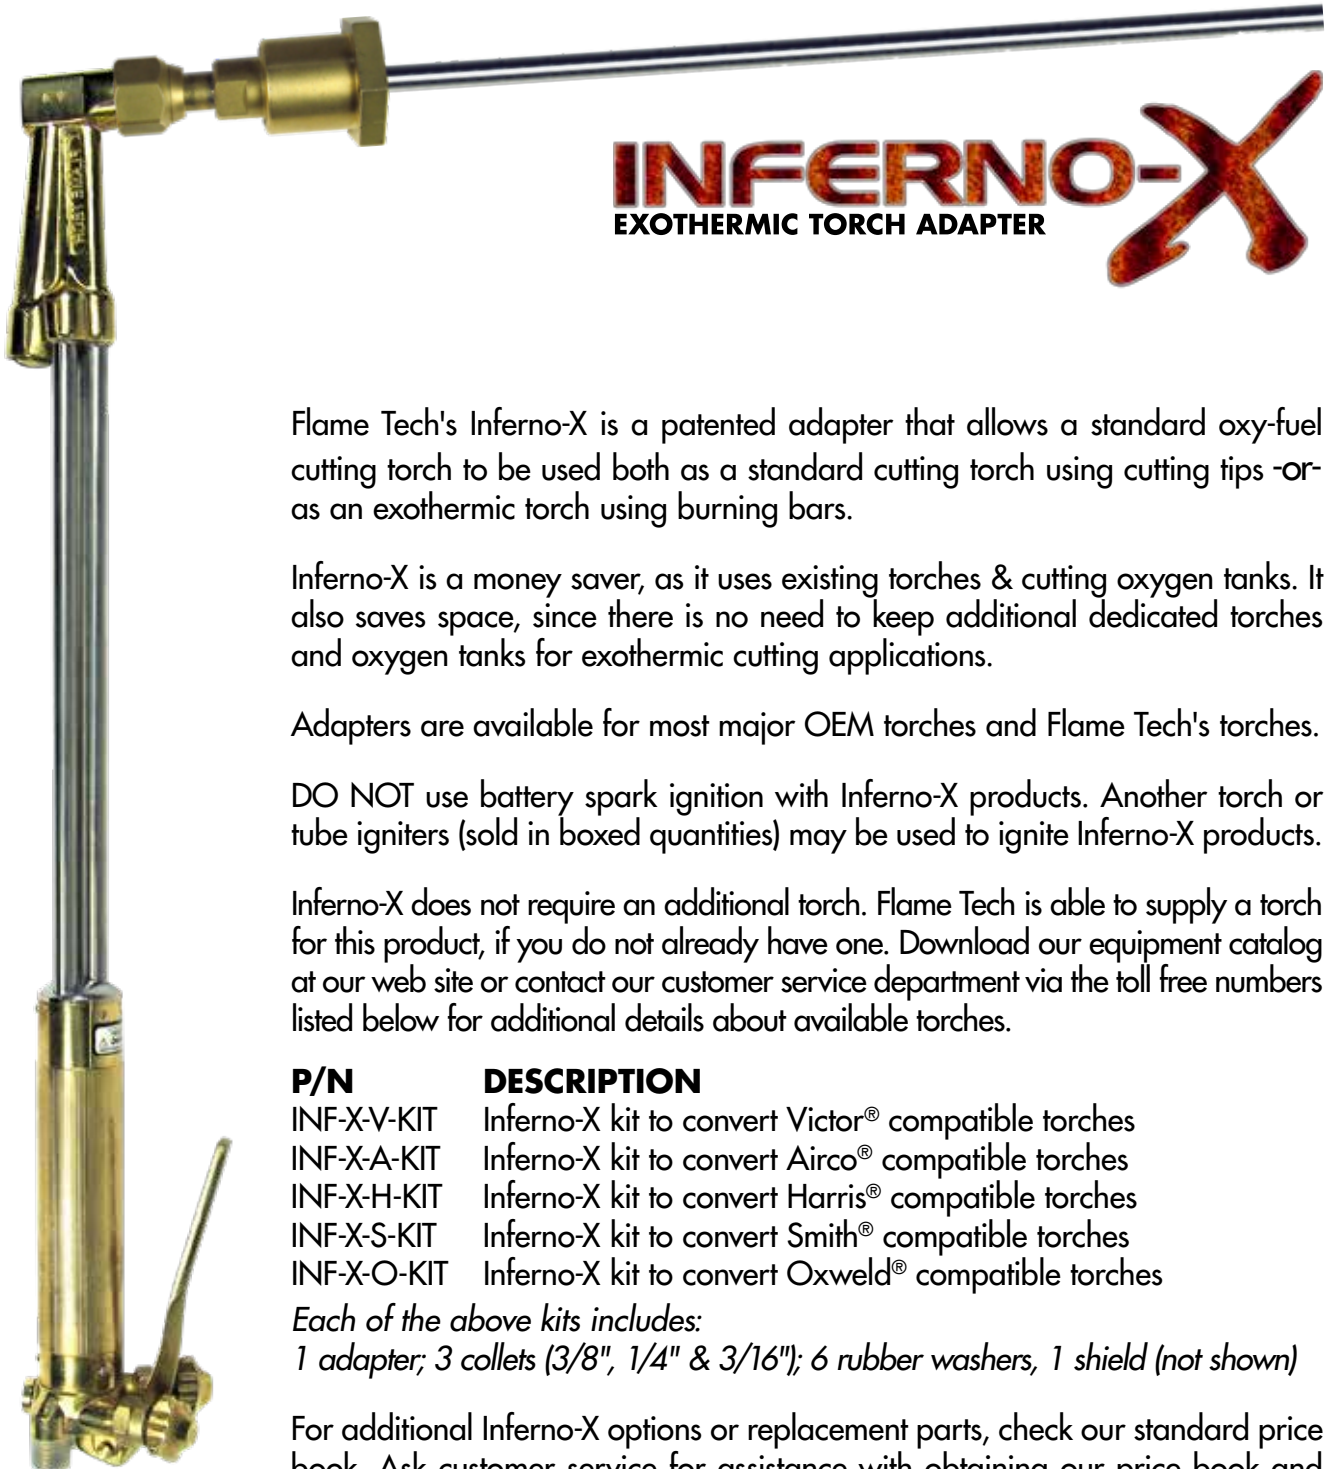 INFERNO-X
EXOTHERMIC TORCH ADAPTER
Flame Tech's Inferno-X is a patented adapter that allows a standard oxy-fuel
cutting torch to be used both as a standard cutting torch using cutting tips -or-
as an exothermic torch using burning bars.
Inferno-X is a money saver, as it uses existing torches & cutting oxygen tanks. It
also saves space, since there is no need to keep additional dedicated torches
and oxygen tanks for exothermic cutting applications.
Adapters are available for most major OEM torches and Flame Tech's torches.
DO NOT use battery spark ignition with Inferno-X products. Another torch or
tube igniters (sold in boxed quantities) may be used to ignite Inferno-X products.
Inferno-X does not require an additional torch. Flame Tech is able to supply a torch
for this product, if you do not already have one. Download our equipment catalog
at our web site or contact our customer service department via the toll free numbers
listed below for additional details about available torches.
P/N DESCRIPTION
INF-X-V-KIT Inferno-X kit to convert Victor® compatible torches
INF-X-A-KIT Inferno-X kit to convert Airco® compatible torches
INF-X-H-KIT Inferno-X kit to convert Harris® compatible torches
INF-X-S-KIT Inferno-X kit to convert Smith® compatible torches
INF-X-O-KIT Inferno-X kit to convert Oxweld® compatible torches
Each of the above kits includes:
1 adapter; 3 collets (3/8", 1/4" & 3/16"); 6 rubber washers, 1 shield (not shown)
For additional Inferno-X options or replacement parts, check our standard price
book. Ask customer service for assistance with obtaining our price book and